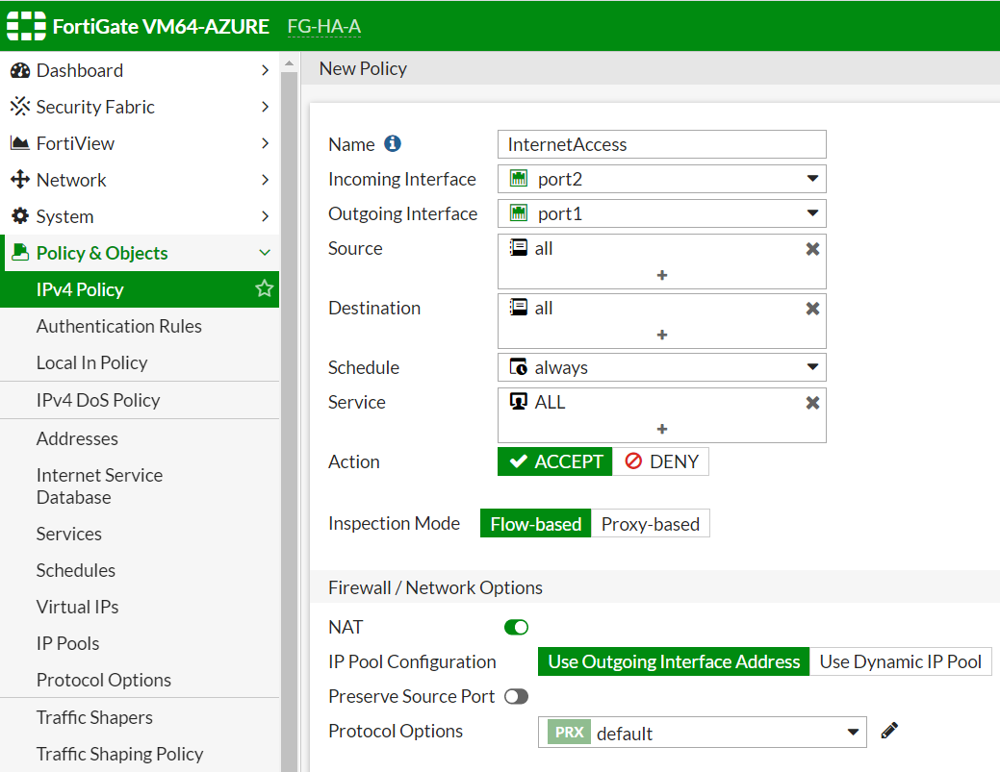 FortiGate VM64-AZURE FG-HA-A
Dashboard
Security Fabric
FortiView
Network
System
Policy & Objects
IPv4 Policy
Authentication Rules
Local In Policy
IPv4 DoS Policy
Addresses
Internet Service
Database
Services
Schedules
Virtual IPs
IP Pools
Protocol Options
Traffic Shapers
Traffic Shaping Policy
New Policy
Name InternetAccess
Incoming Interface port2
Outgoing Interface port1
Source all
Destination all
Schedule always
Service ALL
Action ACCEPT DENY
Inspection Mode Flow-based Proxy-based
Firewall / Network Options
NAT
IP Pool Configuration Use Outgoing Interface Address Use Dynamic IP Pool
Preserve Source Port
Protocol Options PRX default